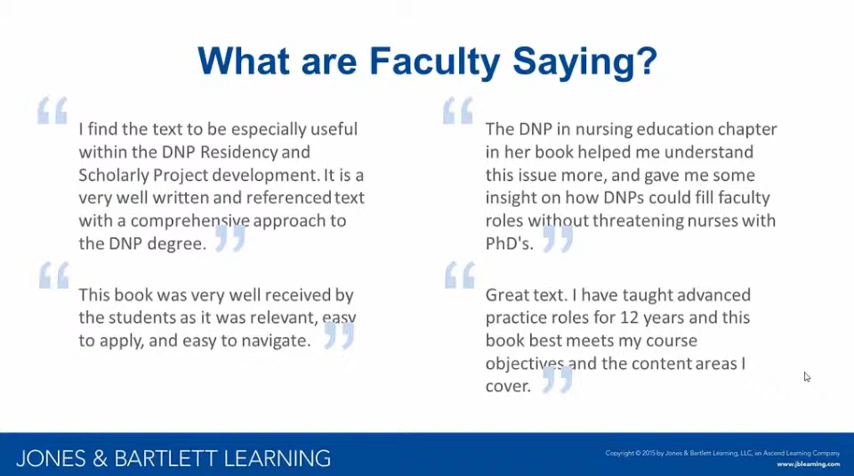 What are Faculty Saying?
“
I find the text to be especially useful
within the DNP Residency and
Scholarly Project development. It is a
very well written and referenced text
with a comprehensive approach to
the DNP degree.
”
“
This book was very well received by
the students as it was relevant, easy
to apply, and easy to navigate.
”
“
The DNP in nursing education chapter
in her book helped me understand
this issue more, and gave me some
insight on how DNPs could fill faculty
roles without threatening nurses with
PhD's.
”
“
Great text. I have taught advanced
practice roles for 12 years and this
book best meets my course
objectives and the content areas I
cover.
”
JONES & BARTLETT LEARNING
Copyright © 2015 by Jones & Bartlett Learning, LLC, an Ascend Learning Company
www.jblearning.com